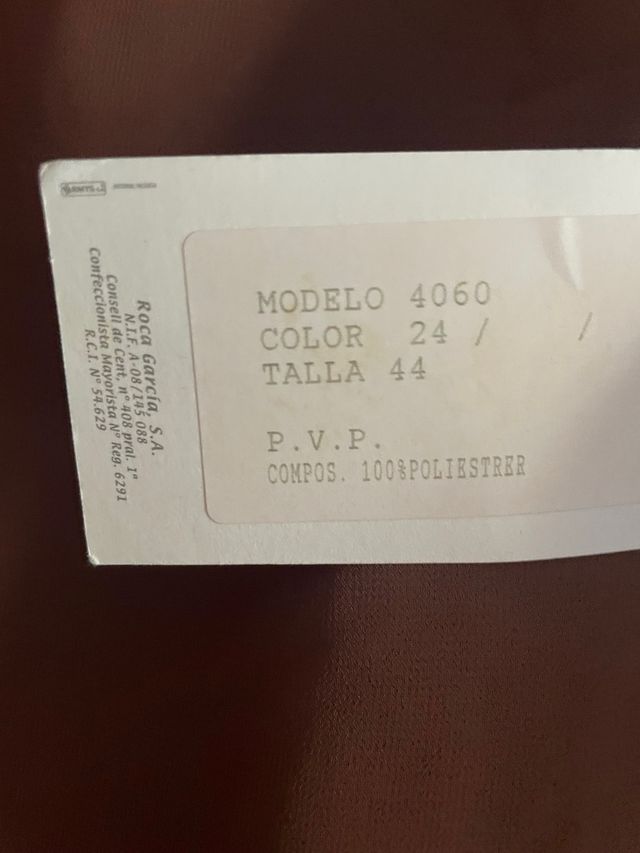 Roca García, S.A.
N.I.F. A-08/145 088
Consell de Cent, nº 408 pral. 1ª
Confeccionista Mayorista Nº Reg. 6291
R.C.I. Nº 54.629
MODELO 4060
COLOR 24 / /
TALLA 44
P.V.P.
COMPOS. 100%POLIESTRER